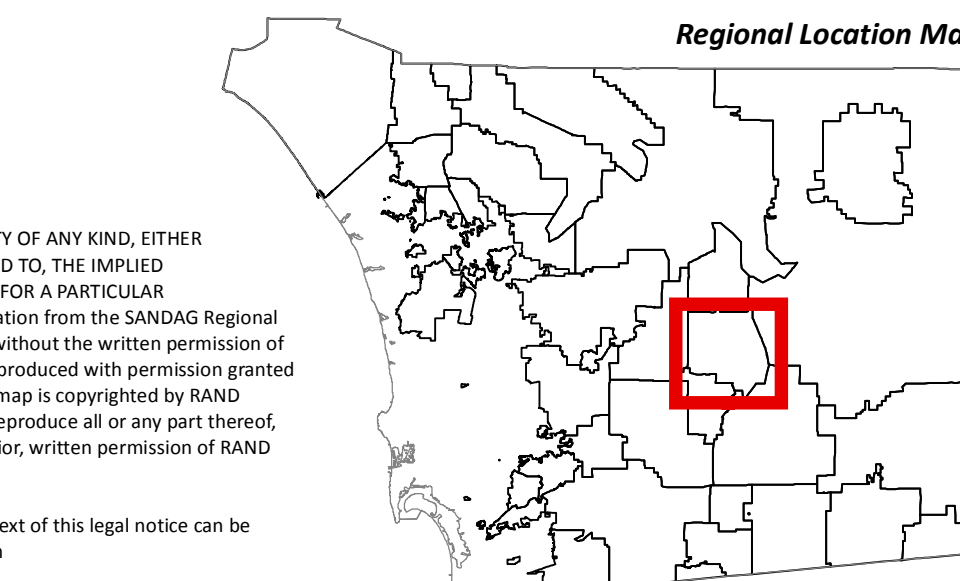 Regional Location Ma
TY OF ANY KIND, EITHER
D TO, THE IMPLIED
FOR A PARTICULAR
ation from the SANDAG Regional
without the written permission of
produced with permission granted
map is copyrighted by RAND
eproduce all or any part thereof,
ior, written permission of RAND
ext of this legal notice can be